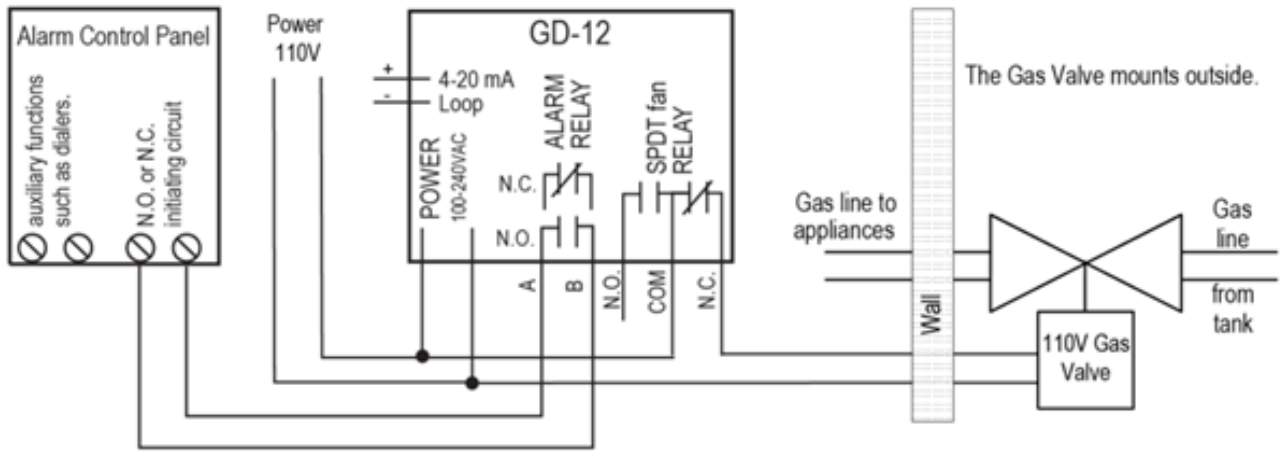 Alarm Control Panel
auxiliary functions
such as dialers.
N.O. or N.C.
initiating circuit
Power
110V
GD-12
+
4-20 mA
-
Loop
POWER
100-240VAC
ALARM
RELAY
N.C.
N.O.
SPDT fan
RELAY
A
B
N.O.
COM
N.C.
Wall
The Gas Valve mounts outside.
Gas line to
appliances
Gas
line
from
tank
110V Gas
Valve